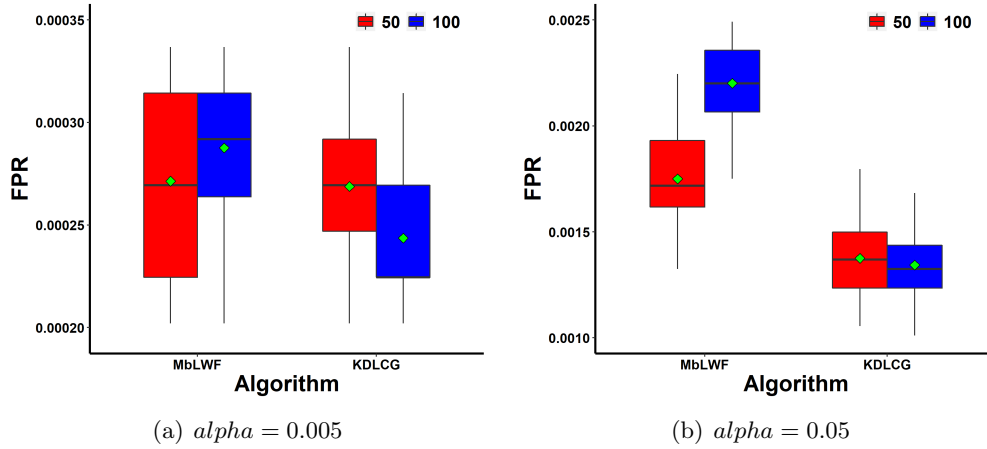 0.00035
50 100
0.00030
FPR
0.00025
0.00020
MbLWF KDLCG
Algorithm
(a) alpha = 0.005
0.0025
50 100
0.0020
FPR
0.0015
0.0010
MbLWF KDLCG
Algorithm
(b) alpha = 0.05